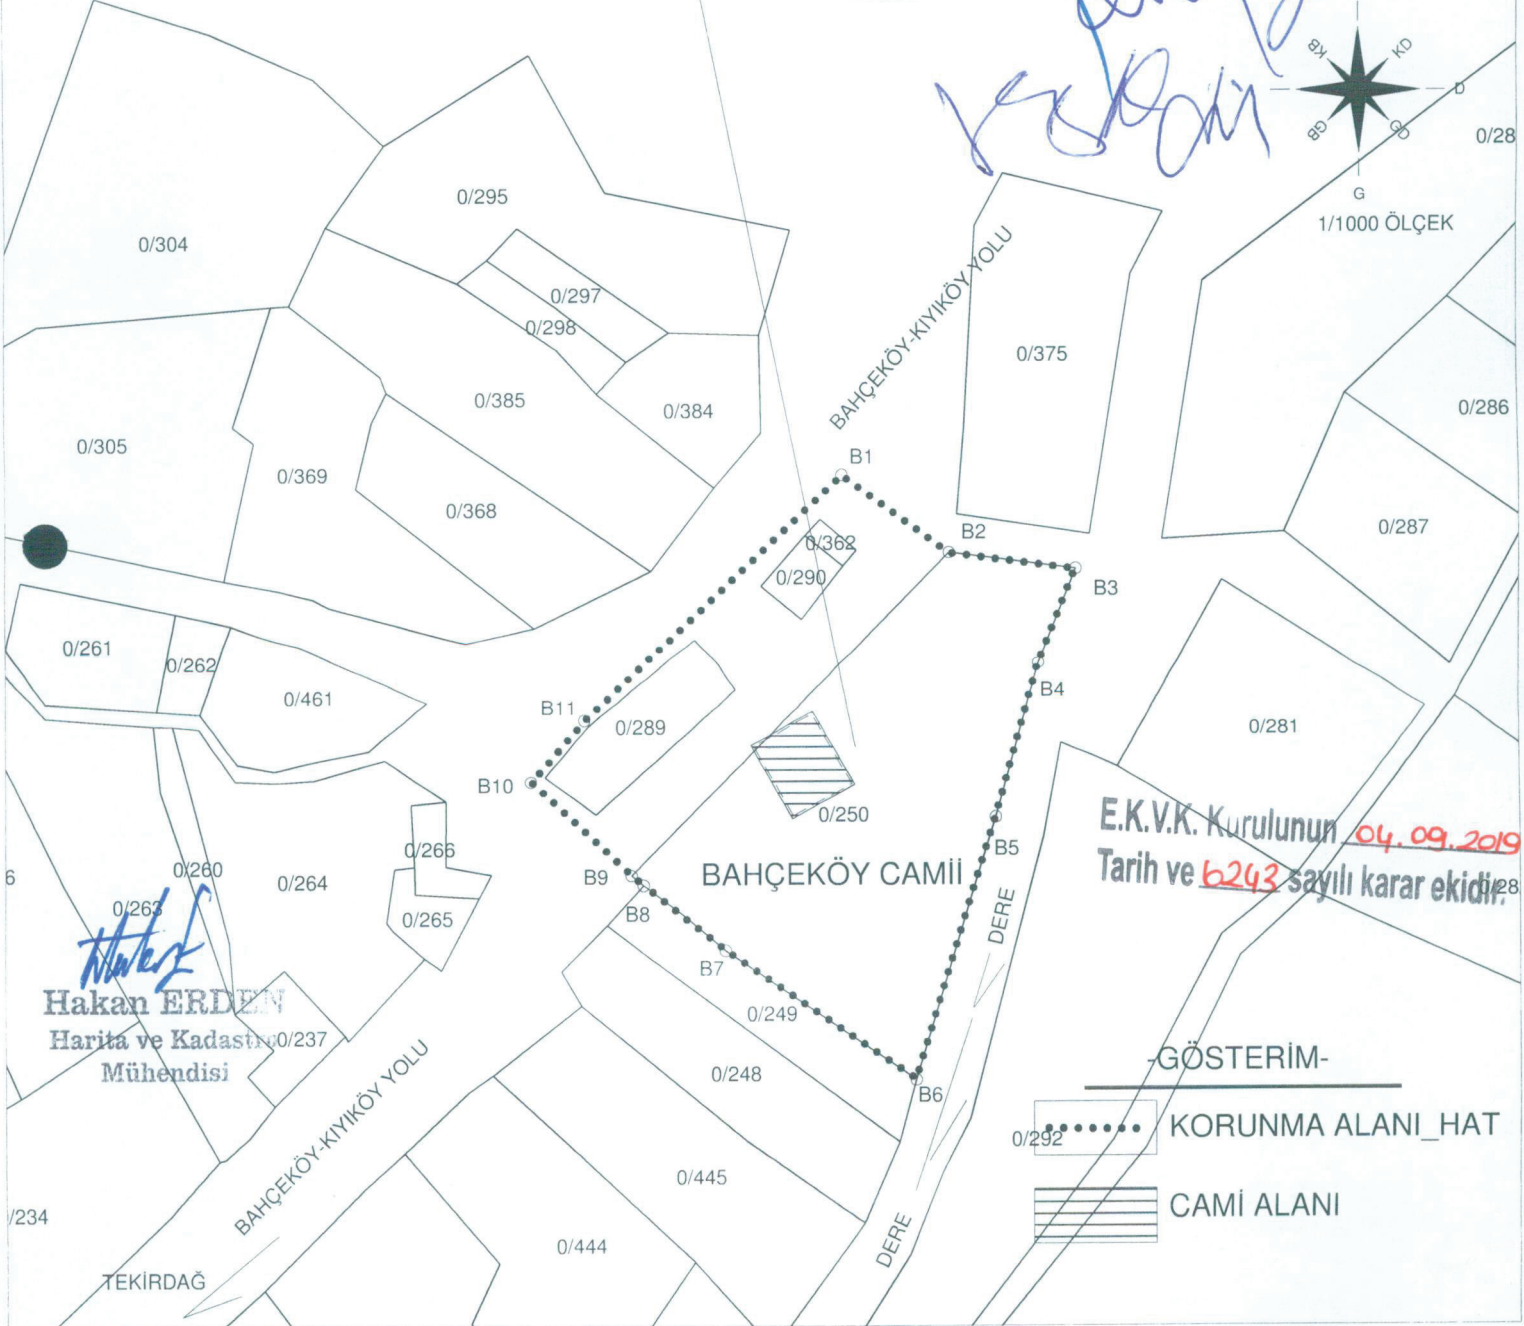 KB
KD
D
GB
GD
G
1/1000 ÖLÇEK
0/28
0/295
0/304
0/297
0/298
BAHÇEKÖY-KIYIKÖY YOLU
0/375
0/385
0/384
0/286
0/305
0/369
0/368
B1
B2
0/287
0/362
0/290
B3
0/261
0/262
0/461
B4
B11
0/289
0/281
B10
0/250
E.K.V.K. Kurulunun 04.09.2019
Tarih ve 6243 sayılı karar ekidir.
0/28
B5
0/266
0/260
0/264
B9
BAHÇEKÖY CAMİİ
6
0/263
B8
0/265
DERE
B7
Hakan ERDEN
Harita ve Kadastro
Mühendisi
0/237
0/249
-GÖSTERİM-
0/248
B6
BAHÇEKÖY-KIYIKÖY YOLU
0/292
KORUNMA ALANI_HAT
0/445
CAMİ ALANI
/234
DERE
0/444
TEKİRDAĞ